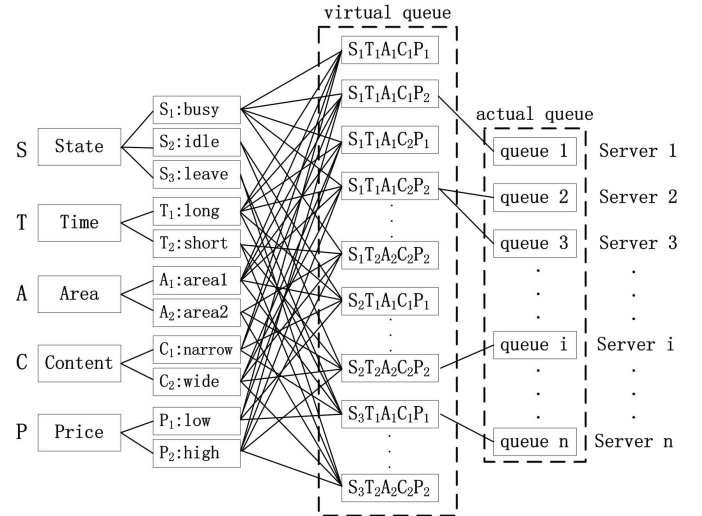 virtual queue
S₁T₁A₁C₁P₁
S₁T₁A₁C₁P₂
S₁T₁A₁C₂P₁
S₁T₁A₁C₂P₂
S₁T₂A₂C₂P₂
S₂T₁A₁C₁P₁
S₂T₂A₂C₂P₂
S₃T₁A₁C₁P₁
S₃T₂A₂C₂P₂
S State
S₁:busy
S₂:idle
S₃:leave
T Time
T₁:long
T₂:short
A Area
A₁:area1
A₂:area2
C Content
C₁:narrow
C₂:wide
P Price
P₁:low
P₂:high
actual queue
queue 1 Server 1
queue 2 Server 2
queue 3 Server 3
queue i Server i
queue n Server n